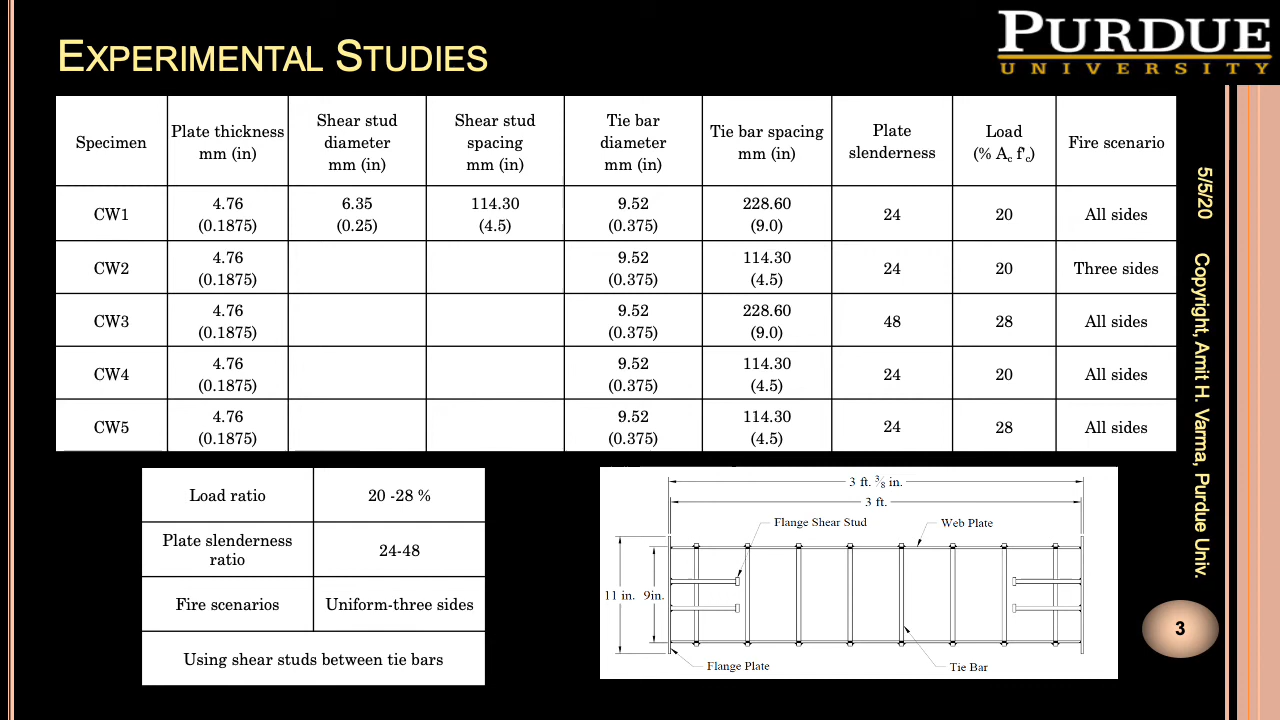 EXPERIMENTAL STUDIES
PURDUE
UNIVERSITY
Specimen
Plate thickness
mm (in)
Shear stud
diameter
mm (in)
Shear stud
spacing
mm (in)
Tie bar
diameter
mm (in)
Tie bar spacing
mm (in)
Plate
slenderness
Load
(% Ac f'c)
Fire scenario
CW1
4.76
(0.1875)
6.35
(0.25)
114.30
(4.5)
9.52
(0.375)
228.60
(9.0)
24
20
All sides
CW2
4.76
(0.1875)
9.52
(0.375)
114.30
(4.5)
24
20
Three sides
CW3
4.76
(0.1875)
9.52
(0.375)
228.60
(9.0)
48
28
All sides
CW4
4.76
(0.1875)
9.52
(0.375)
114.30
(4.5)
24
20
All sides
CW5
4.76
(0.1875)
9.52
(0.375)
114.30
(4.5)
24
28
All sides
Load ratio
20 -28 %
Plate slenderness
ratio
24-48
Fire scenarios
Uniform-three sides
Using shear studs between tie bars
3 ft. 3⁄8 in.
3 ft.
Flange Shear Stud
Web Plate
11 in.
9in.
Flange Plate
Tie Bar
5/5/20
Copyright, Amit H. Varma, Purdue Univ.
3